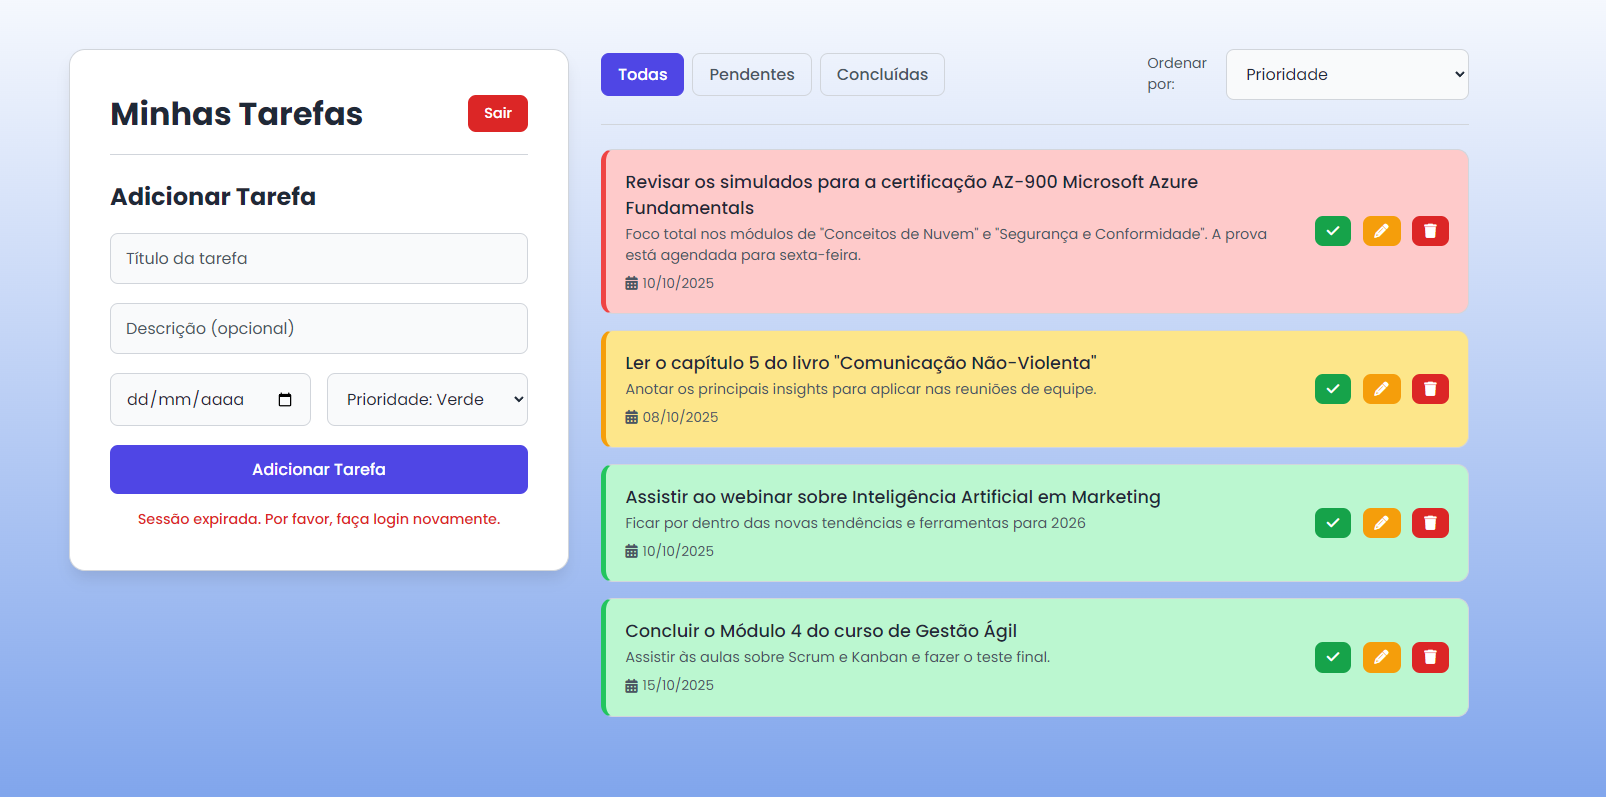 Minhas Tarefas
Sair
Adicionar Tarefa
Título da tarefa
Descrição (opcional)
dd/mm/aaaa
Prioridade: Verde
Adicionar Tarefa
Sessão expirada. Por favor, faça login novamente.
Todas
Pendentes
Concluídas
Ordenar
por:
Prioridade
Revisar os simulados para a certificação AZ-900 Microsoft Azure
Fundamentals
Foco total nos módulos de "Conceitos de Nuvem" e "Segurança e Conformidade". A prova
está agendada para sexta-feira.
10/10/2025
Ler o capítulo 5 do livro "Comunicação Não-Violenta"
Anotar os principais insights para aplicar nas reuniões de equipe.
08/10/2025
Assistir ao webinar sobre Inteligência Artificial em Marketing
Ficar por dentro das novas tendências e ferramentas para 2026
10/10/2025
Concluir o Módulo 4 do curso de Gestão Ágil
Assistir às aulas sobre Scrum e Kanban e fazer o teste final.
15/10/2025